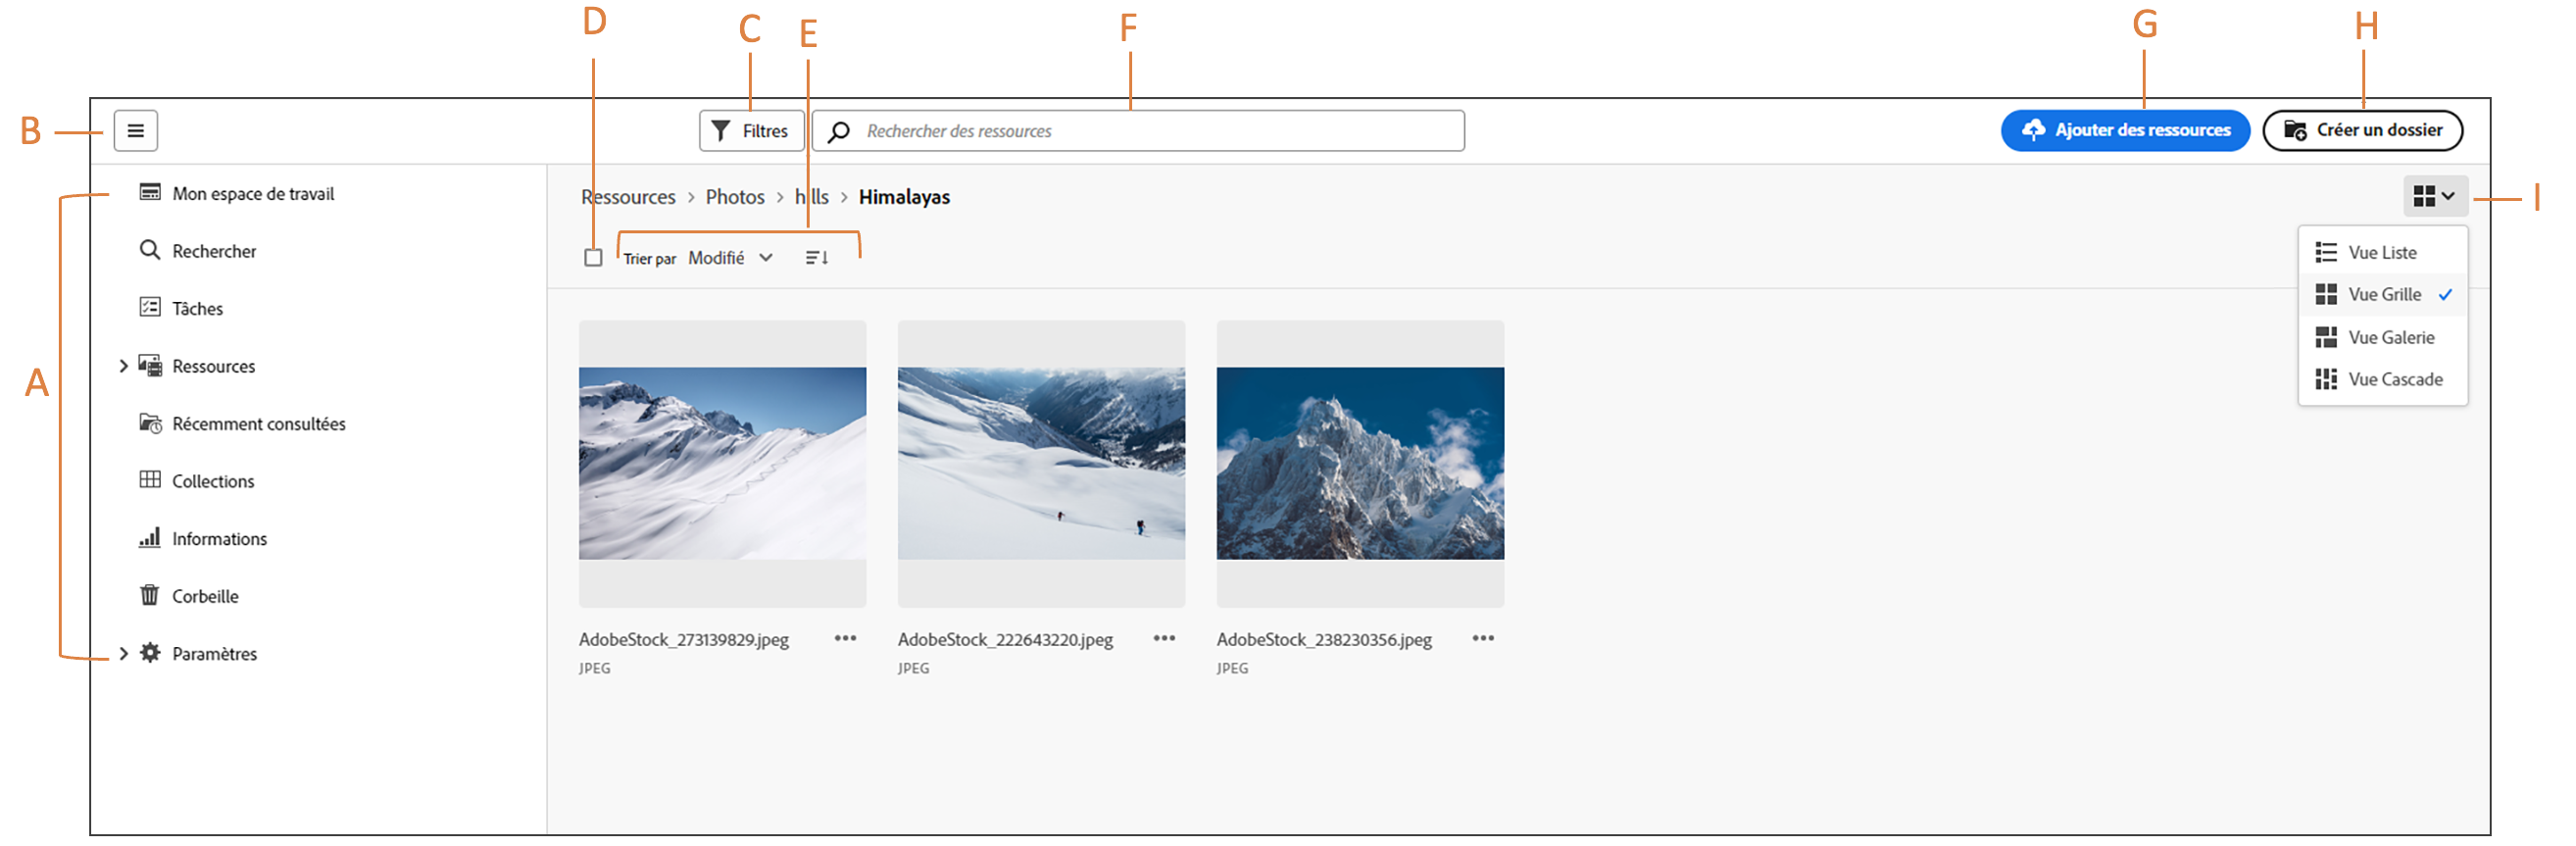 D
C
E
F
G
H
B
Filtres
Rechercher des ressources
Ajouter des ressources
Créer un dossier
A
Mon espace de travail
Rechercher
Tâches
Ressources
Récemment consultées
Collections
Informations
Corbeille
Paramètres
Ressources > Photos > hills > Himalayas
I
Trier par Modifié
Vue Liste
Vue Grille
Vue Galerie
Vue Cascade
AdobeStock_273139829.jpeg
JPEG
AdobeStock_222643220.jpeg
JPEG
AdobeStock_238230356.jpeg
JPEG